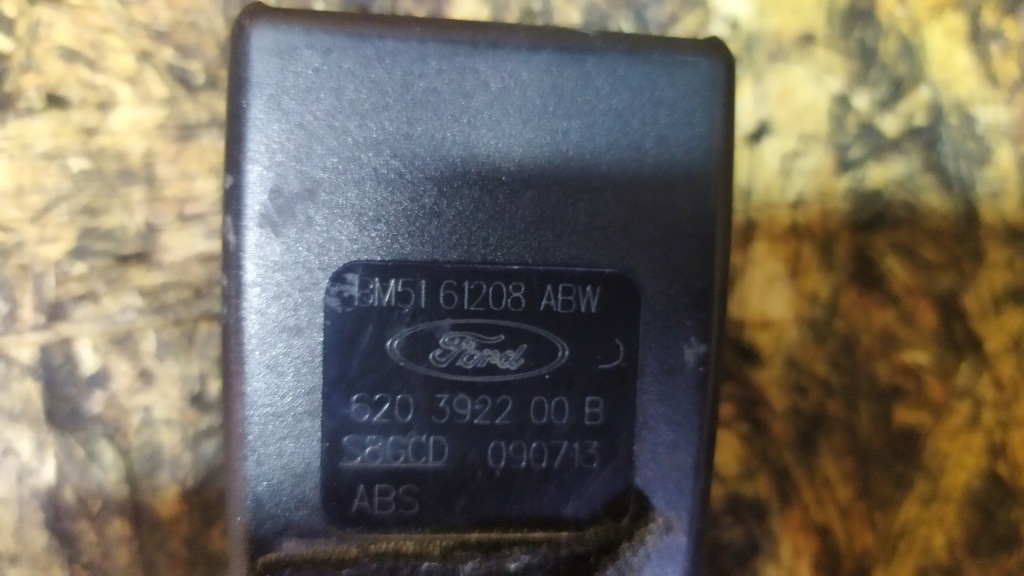 BM51 61208 ABW
Ford
620 3922 00 B
S8GCD 090713
ABS